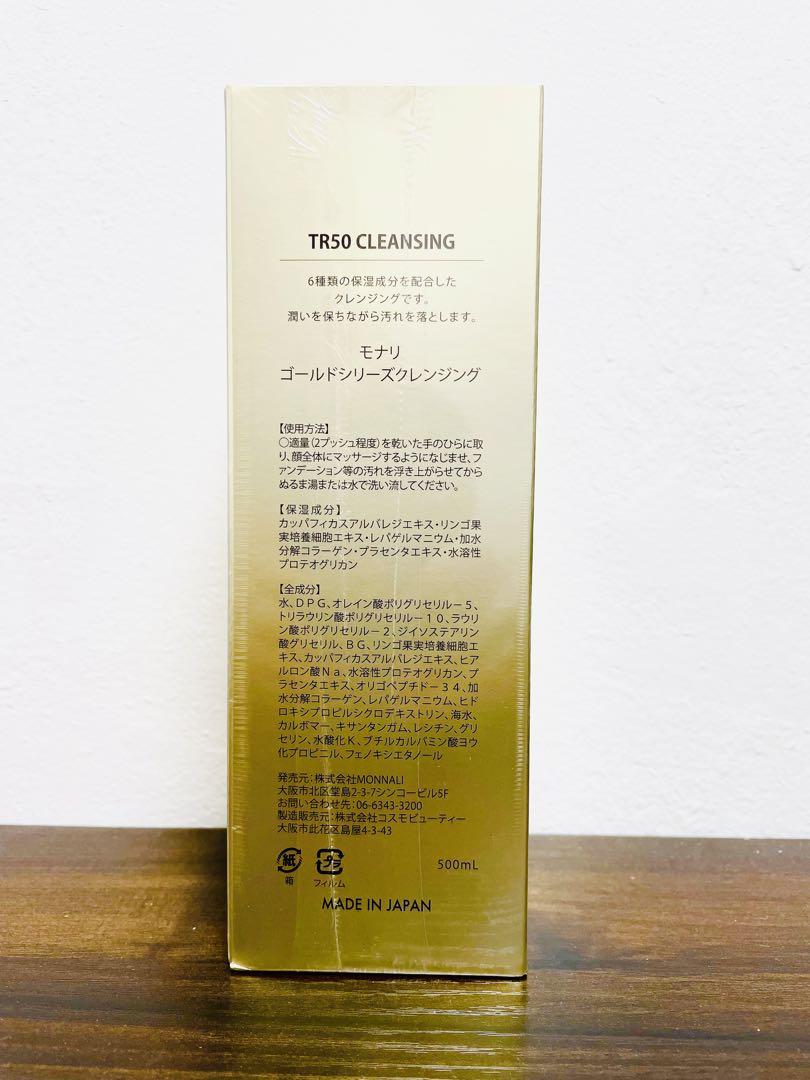 TR50 CLEANSING
6種類の保湿成分を配合した
クレンジングです。
潤いを保ちながら汚れを落とします。
モナリ
ゴールドシリーズクレンジング
【使用方法】
○適量(2プッシュ程度)を乾いた手のひらに取
り、顔全体にマッサージするようになじませ、フ
ァンデーション等の汚れを浮き上がらせてから
ぬるま湯または水で洗い流してください。
【保湿成分】
カッパフィカスアルバレジエキス・リンゴ果
実培養細胞エキス・レパゲルマニウム・加水
分解コラーゲン・プラセンタエキス・水溶性
プロテオグリカン
【全成分】
水、DPG、オレイン酸ポリグリセリル-5、
トリラウリン酸ポリグリセリル-10、ラウリ
ン酸ポリグリセリル-2、ジイソステアリン
酸グリセリル、BG、リンゴ果実培養細胞エ
キス、カッパフィカスアルバレジエキス、ヒア
ルロン酸Na、水溶性プロテオグリカン、プ
ラセンタエキス、オリゴペプチド-34、加
水分解コラーゲン、レパゲルマニウム、ヒド
ロキシプロピルシクロデキストリン、海水、
カルボマー、キサンタンガム、レシチン、グリ
セリン、水酸化K、ブチルカルバミン酸ヨウ
化プロピニル、フェノキシエタノール
発売元:株式会社MONNALI
大阪市北区堂島2-3-7シンコービル5F
お問い合わせ先:06-6343-3200
製造販売元:株式会社コスモビューティー
大阪市此花区島屋4-3-43
紙
箱
プラ
フィルム
500mL
MADE IN JAPAN